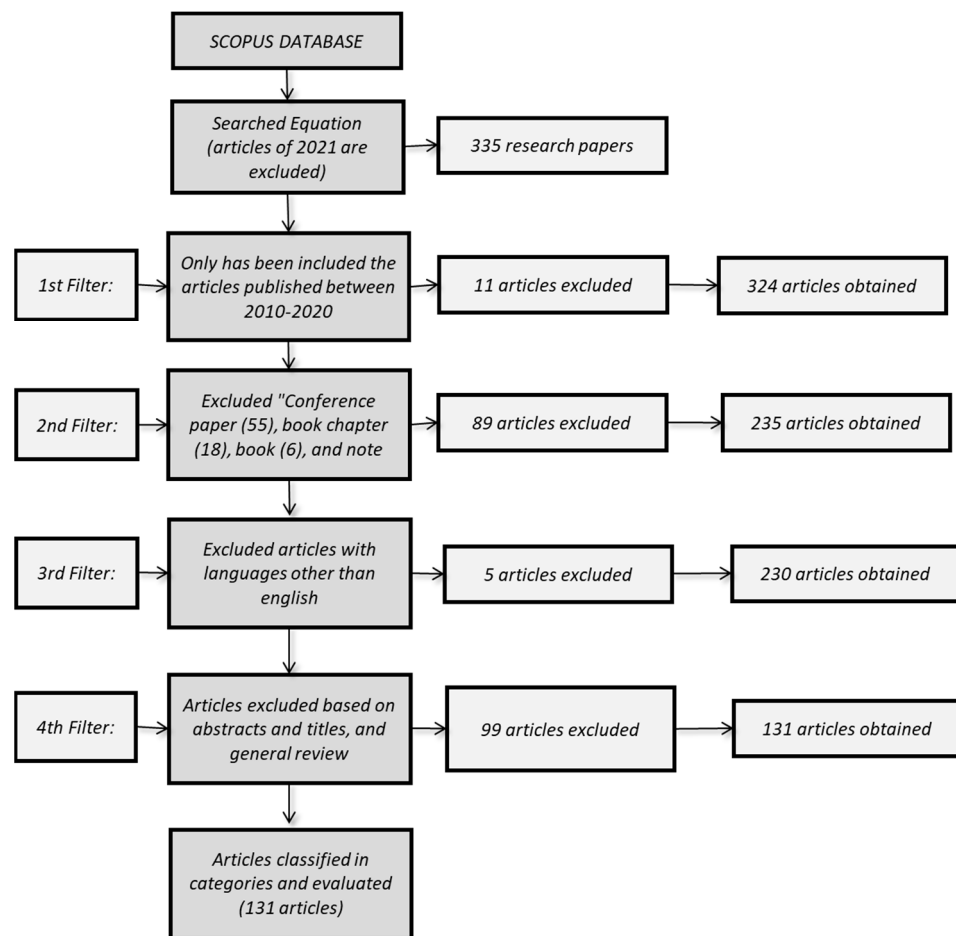 SCOPUS DATABASE
Searched Equation
(articles of 2021 are
excluded)
335 research papers
1st Filter:
Only has been included the
articles published between
2010-2020
11 articles excluded
324 articles obtained
2nd Filter:
Excluded "Conference
paper (55), book chapter
(18), book (6), and note
89 articles excluded
235 articles obtained
3rd Filter:
Excluded articles with
languages other than
english
5 articles excluded
230 articles obtained
4th Filter:
Articles excluded based on
abstracts and titles, and
general review
99 articles excluded
131 articles obtained
Articles classified in
categories and evaluated
(131 articles)